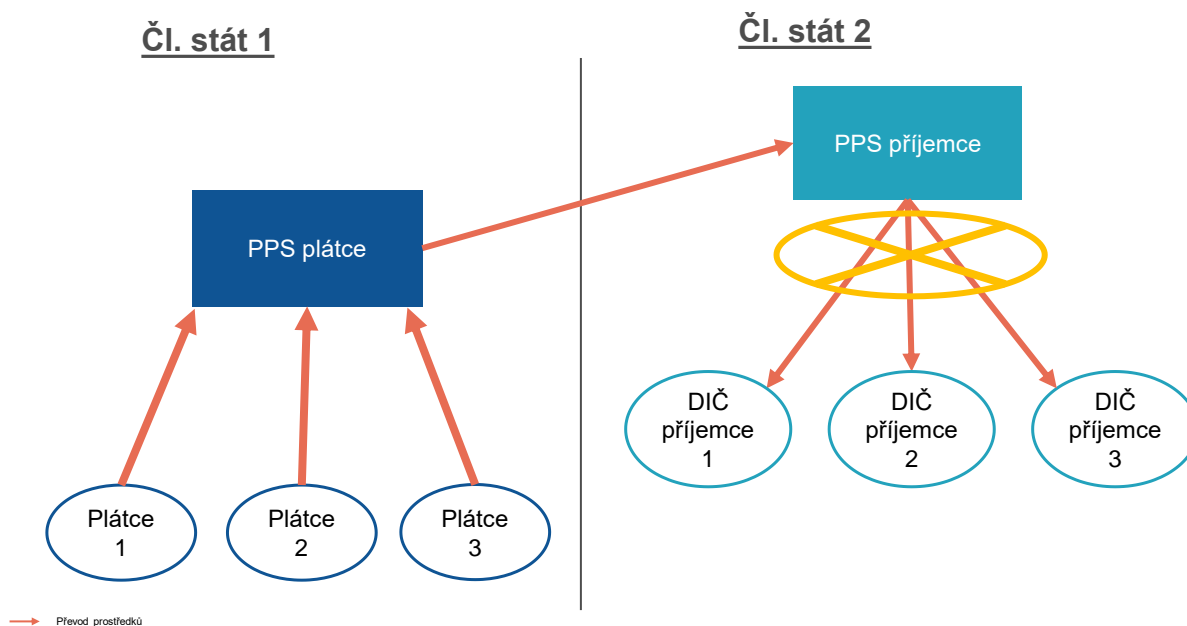 Čl. stát 1
Čl. stát 2
PPS příjemce
PPS plátce
DIČ
příjemce
1
DIČ
příjemce
2
DIČ
příjemce
3
Plátce
1
Plátce
2
Plátce
3
Převod prostředků